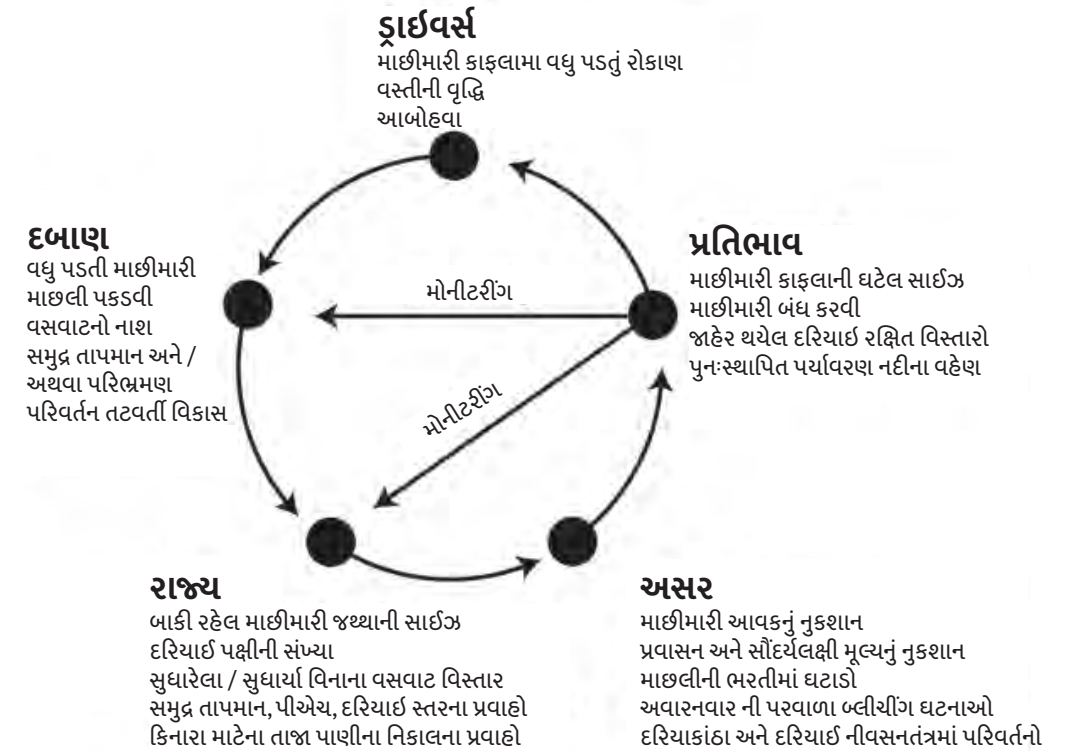 ડ્રાઇવર્સ
માછીમારી કાફલામા વધુ પડતું રોકાણ
વસ્તીની વૃદ્ધિ
આબોહવા
દબાણ
વધુ પડતી માછીમારી
માછલી પકડવી
વસવાટનો નાશ
સમુદ્ર તાપમાન અને /
અથવા પરિભ્રમણ
પરિવર્તન તટવર્તી વિકાસ
પ્રતિભાવ
માછીમારી કાફલાની ઘટેલ સાઈઝ
માછીમારી બંધ કરવી
જાહેર થયેલ દરિયાઇ રક્ષિત વિસ્તારો
પુનઃસ્થાપિત પર્યાવરણ નદીના વહેણ
મોનીટરીંગ
મોનીટરીંગ
રાજ્ય
બાકી રહેલ માછીમારી જથ્થાની સાઈઝ
દરિયાઈ પક્ષીની સંખ્યા
સુધારેલા / સુધાર્યા વિનાના વસવાટ વિસ્તાર
સમુદ્ર તાપમાન, પીએચ, દરિયાઇ સ્તરના પ્રવાહો
કિનારા માટેના તાજા પાણીના નિકાલના પ્રવાહો
અસર
માછીમારી આવકનું નુકશાન
પ્રવાસન અને સૌંદર્યલક્ષી મૂલ્યનું નુકશાન
માછલીની ભરતીમાં ઘટાડો
અવારનવાર ની પરવાળા બ્લીચીંગ ઘટનાઓ
દરિયાકાંઠા અને દરિયાઈ નીવસનતંત્રમાં પરિવર્તનો